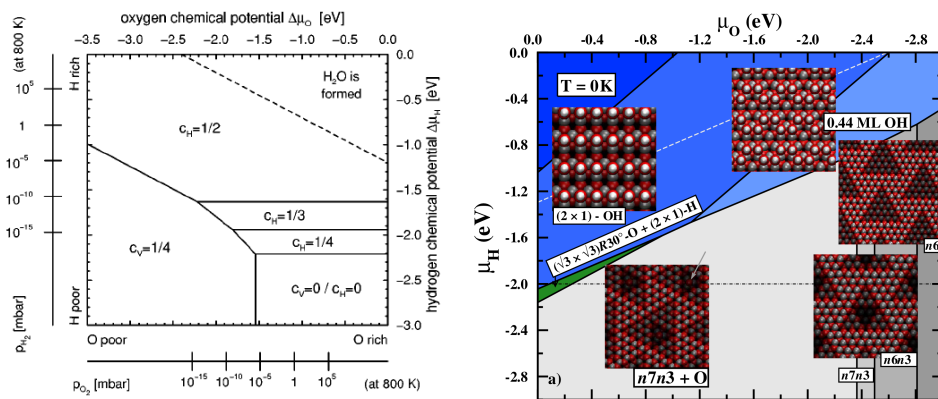 oxygen chemical potential Δμ_O [eV]
-3.5 -3.0 -2.5 -2.0 -1.5 -1.0 -0.5 0.0
(at 800 K)
H rich
10^5
1
10^-5
10^-10
10^-15
H poor
p_H2 [mbar]
H_2O is
formed
c_H=1/2
c_H=1/3
c_V=1/4
c_H=1/4
c_V=0 / c_H=0
0.0
-0.5
-1.0
-1.5
-2.0
-2.5
-3.0
hydrogen chemical potential Δμ_H [eV]
O poor
O rich
p_O2 [mbar]
10^-15 10^-10 10^-5 1 10^5
(at 800 K)
μ_O (eV)
0.0 -0.4 -0.8 -1.2 -1.6 -2.0 -2.4 -2.8
μ_H (eV)
0.0
-0.4
-0.8
-1.2
-1.6
-2.0
-2.4
-2.8
T = 0K
0.44 ML OH
(2 × 1) - OH
(√3 × √3)R30°-O + (2 × 1)-H
n6
n6n3
n7n3
n7n3 + O
a)